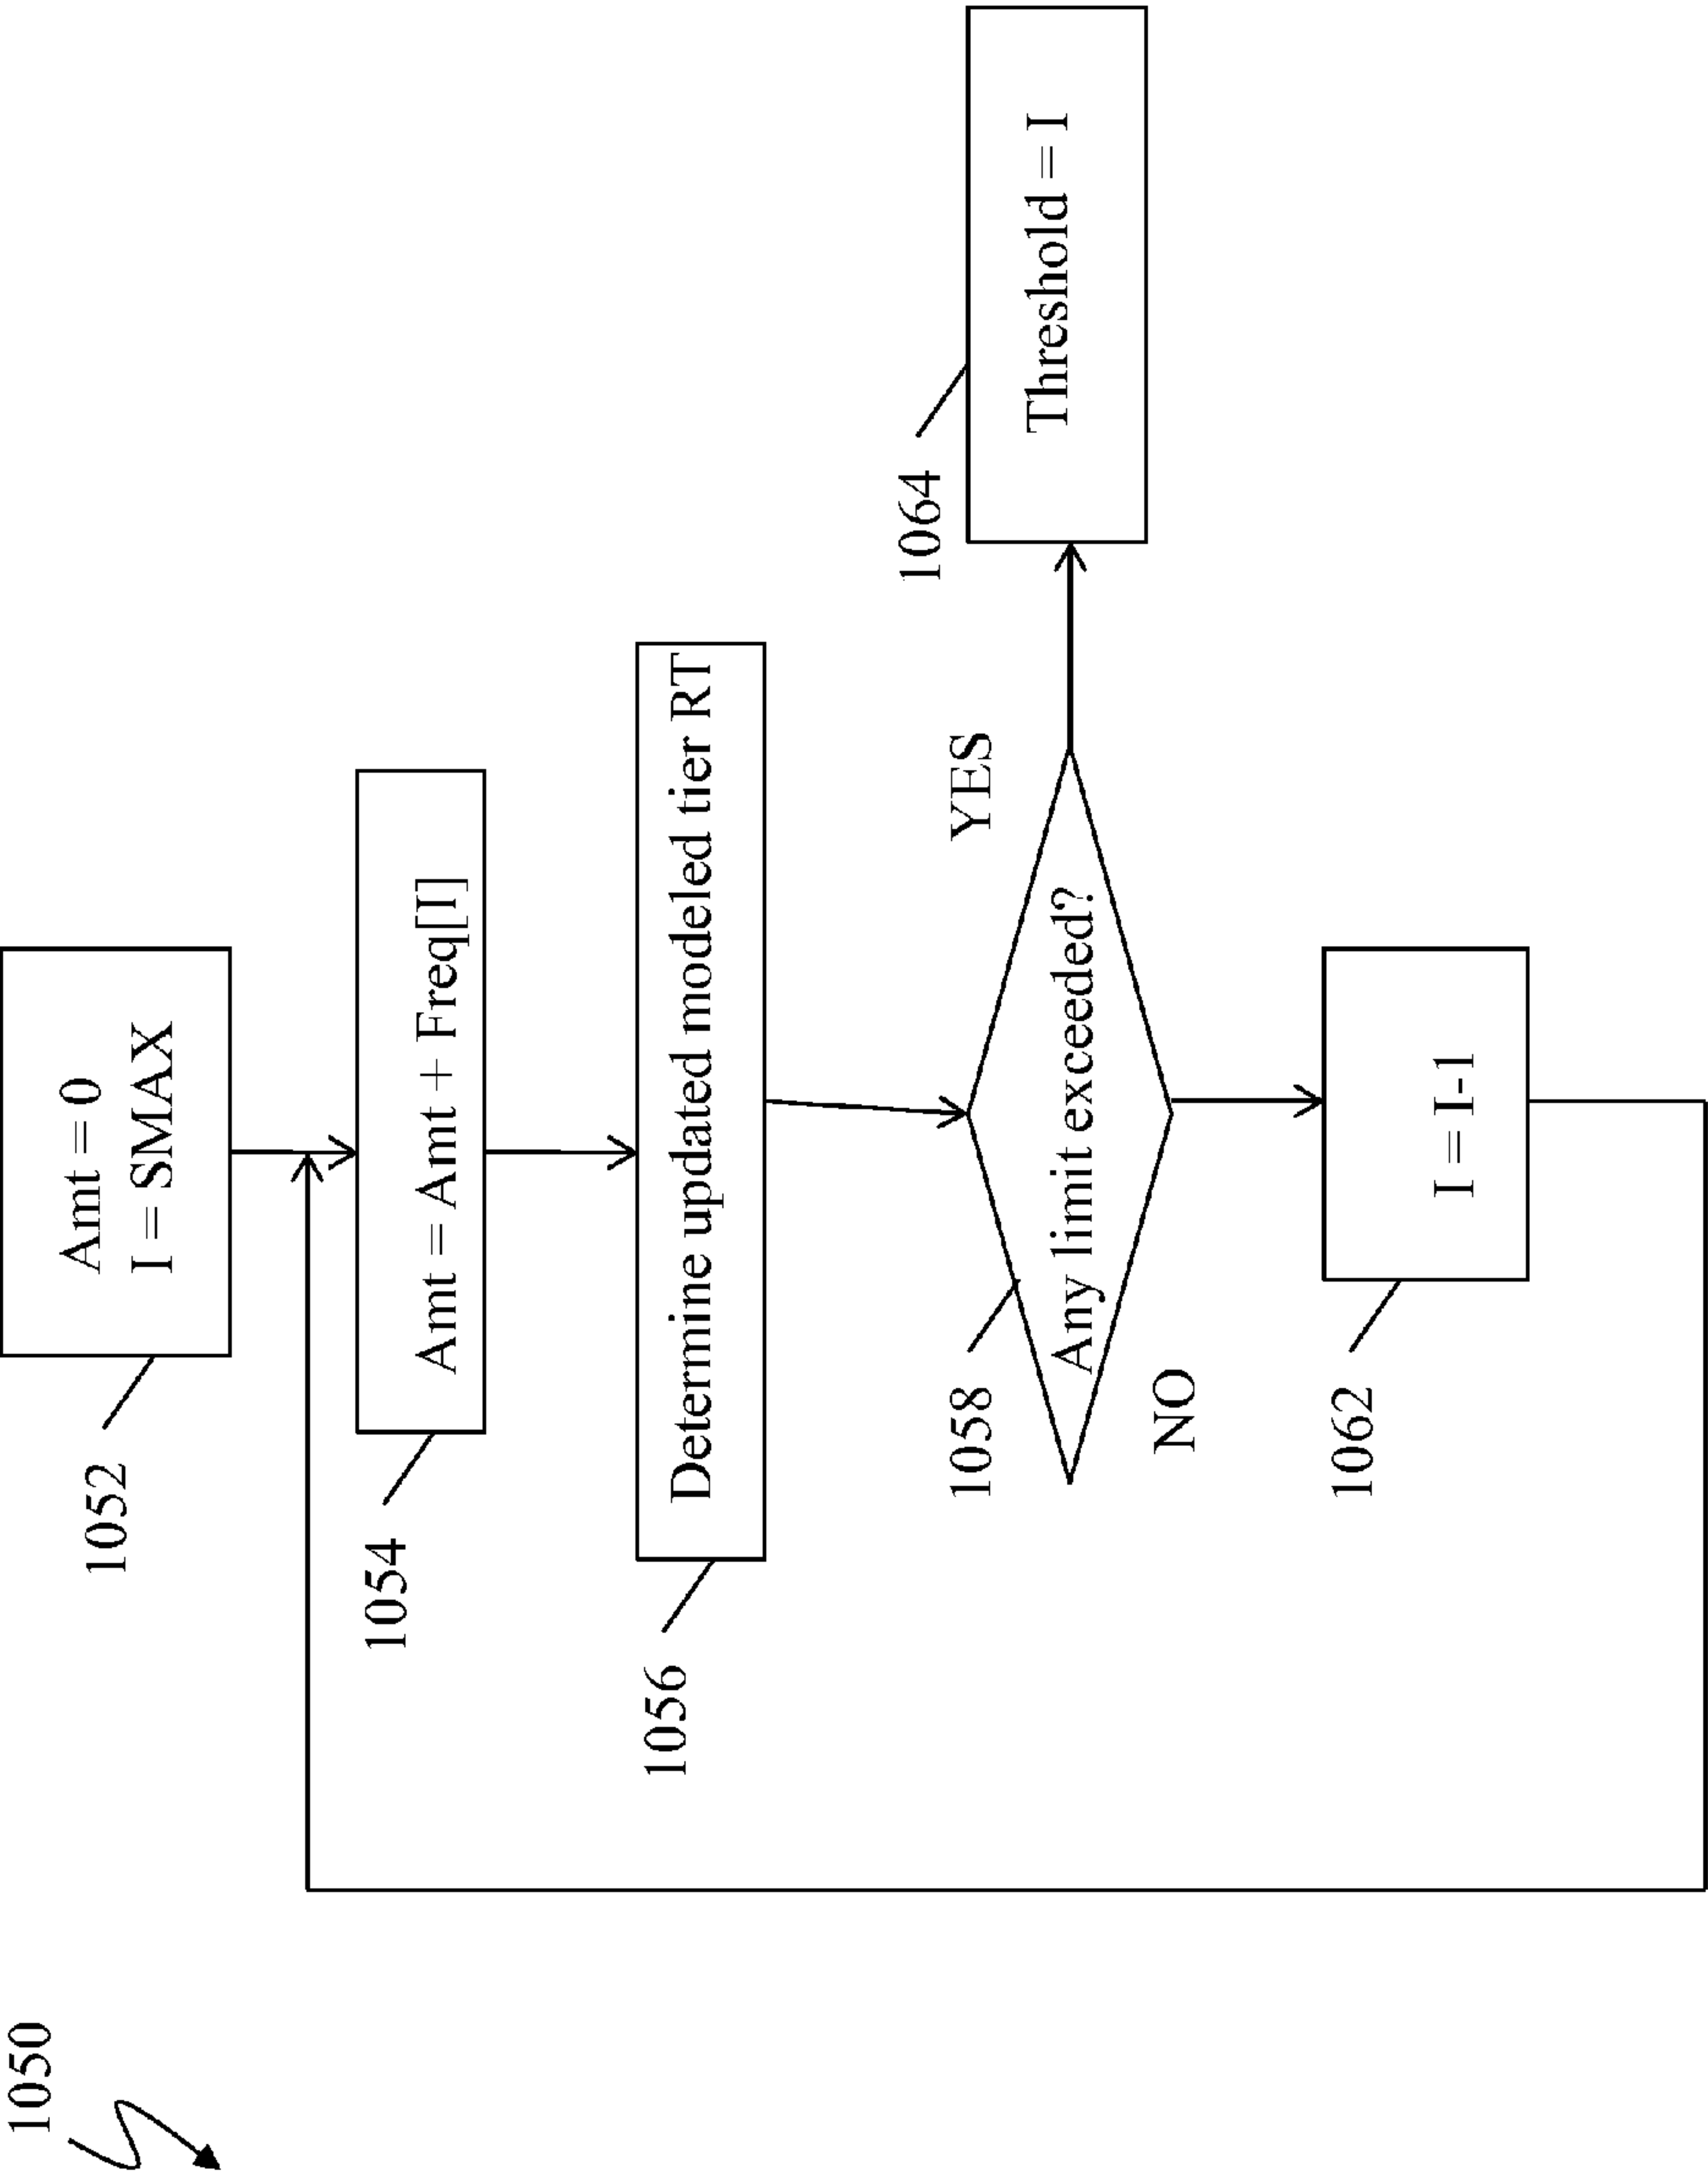 1050
1052
Amt = 0
I = SMAX
1054
Amt = Amt + Freq[I]
1056
Determine updated modeled tier RT
1058
Any limit exceeded?
YES
NO
1064
Threshold = I
1062
I = I-1